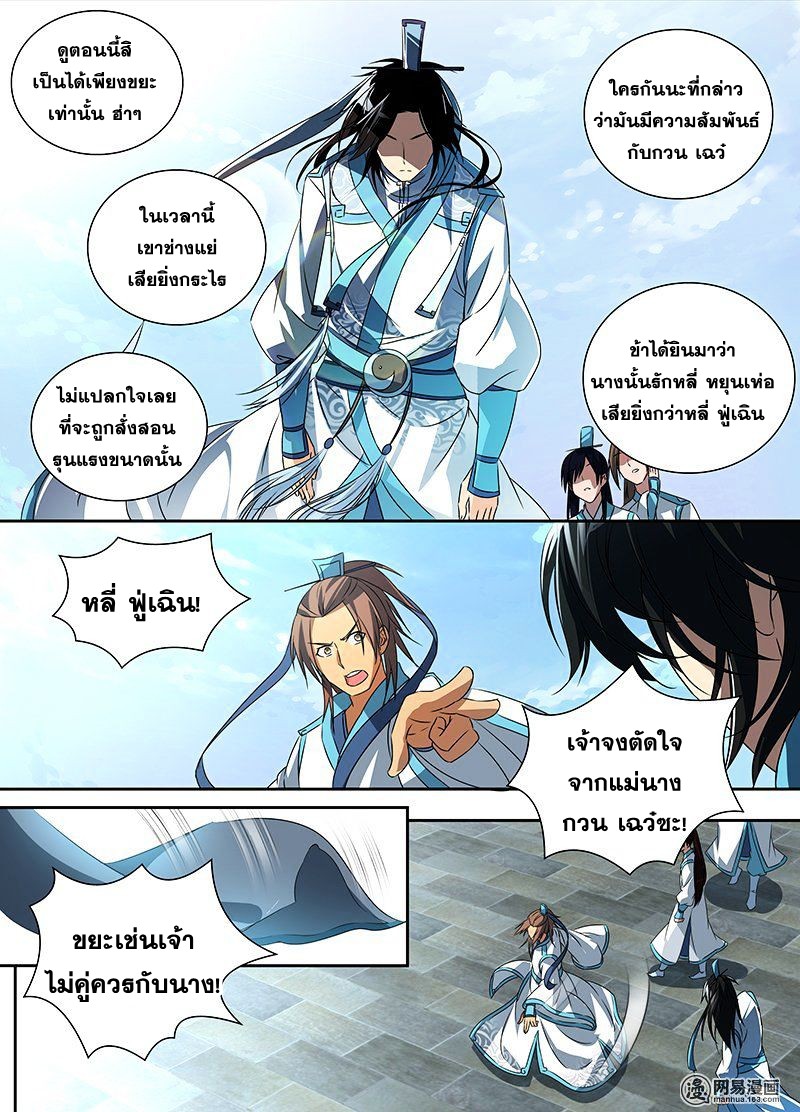 ดูตอนนี้สิ
เป็นได้เพียงขยะ
เท่านั้น ฮ่าๆ
ใครกันนะที่กล่าว
ว่ามันมีความสัมพันธ์
กับกวน เฉว่
ในเวลานี้
เขาช่างแย่
เสียยิ่งกระไร
ข้าได้ยินมาว่า
นางนั้นรักหลี่ หยุนเห่อ
เสียยิ่งกว่าหลี่ ฟู่เฉิน
ไม่แปลกใจเลย
ที่จะถูกสั่งสอน
รุนแรงขนาดนั้น
หลี่ ฟู่เฉิน!
เจ้าจงตัดใจ
จากแม่นาง
กวน เฉว่ซะ!
ขยะเช่นเจ้า
ไม่คู่ควรกับนาง!
网易漫画
manhua.163.com